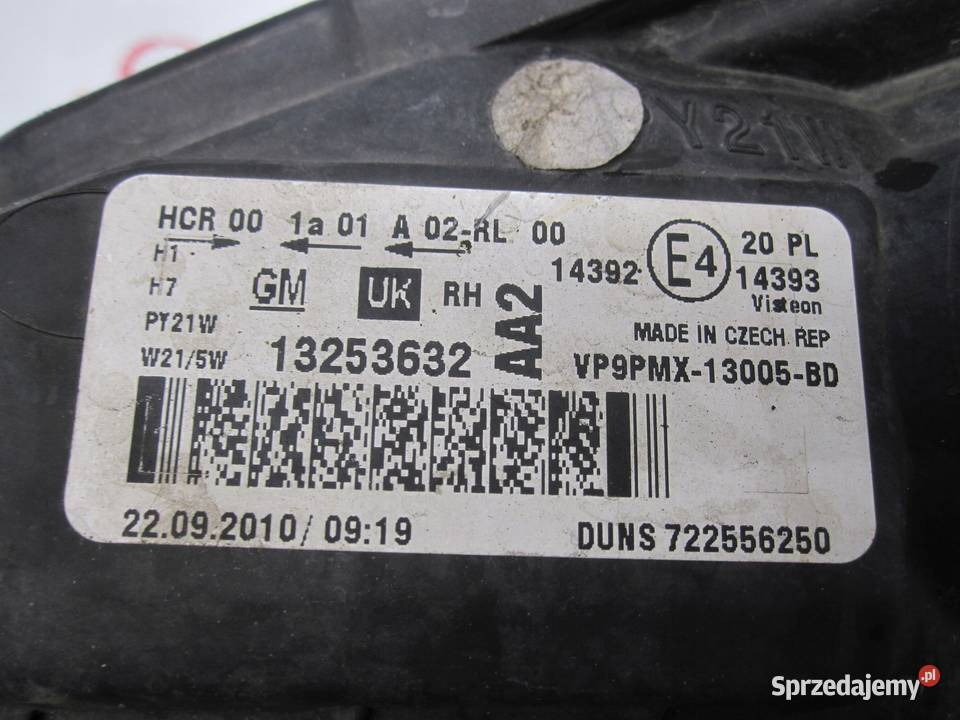 PY21W
HCR 00 1a 01 A 02-RL 00
H1
H7
PY21W
W21/5W
GM
UK
RH
13253632
AA2
14392
E4
20 PL
14393
Visteon
MADE IN CZECH REP
VP9PMX-13005-BD
22.09.2010/ 09:19
DUNS 722556250
Sprzedajemy.pl